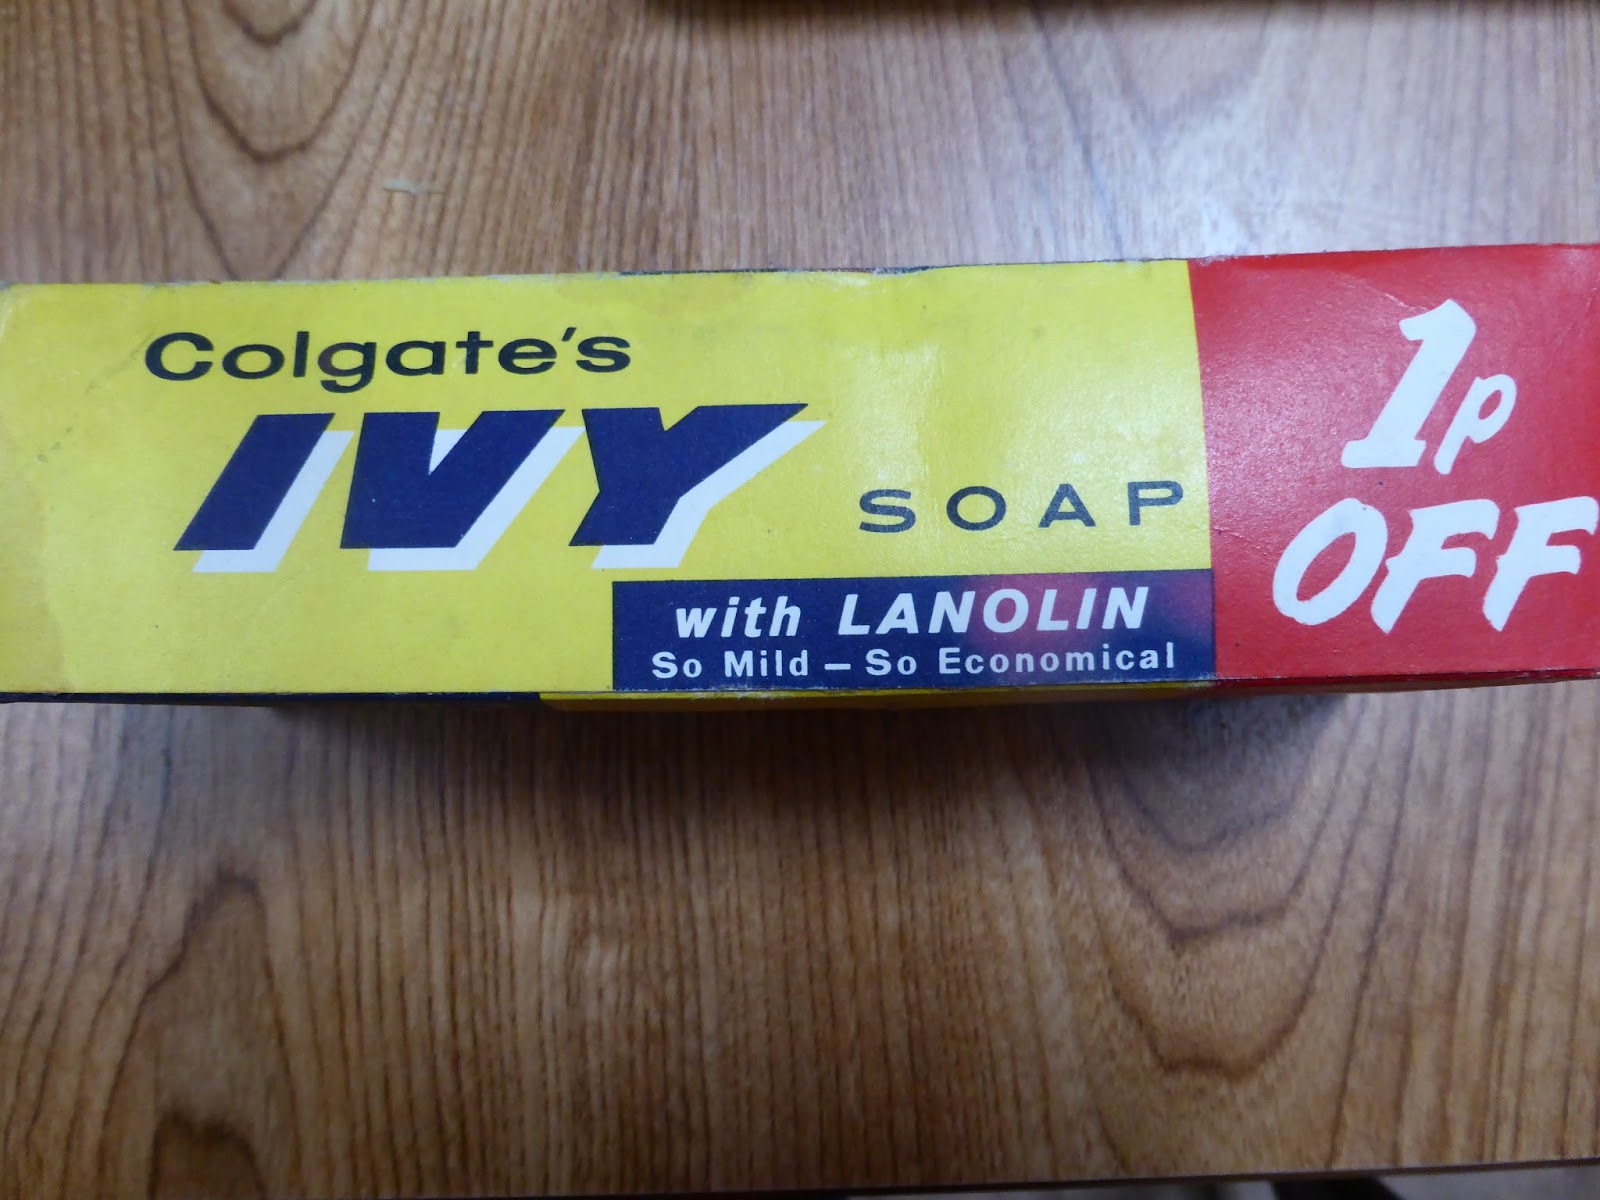 Colgate's
IVY
SOAP
with LANOLIN
So Mild – So Economical
1p
OFF